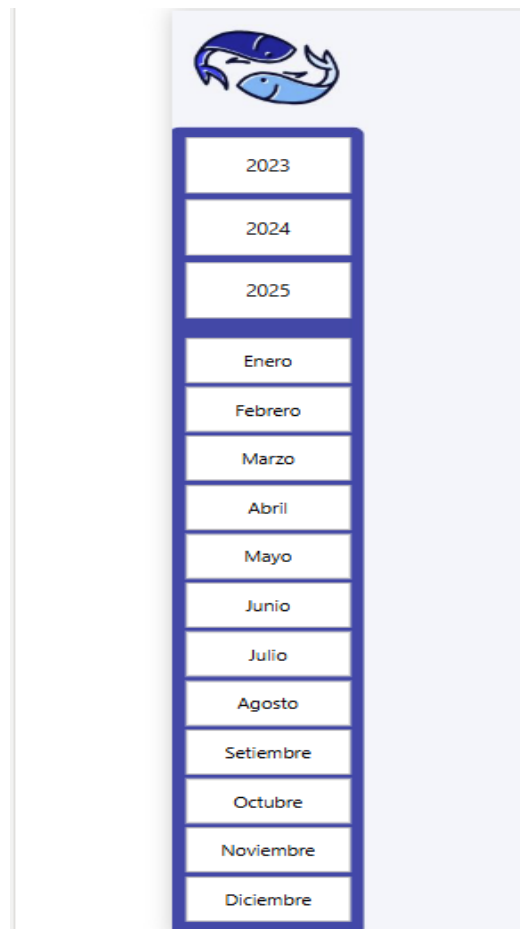 2023
2024
2025
Enero
Febrero
Marzo
Abril
Mayo
Junio
Julio
Agosto
Setiembre
Octubre
Noviembre
Diciembre